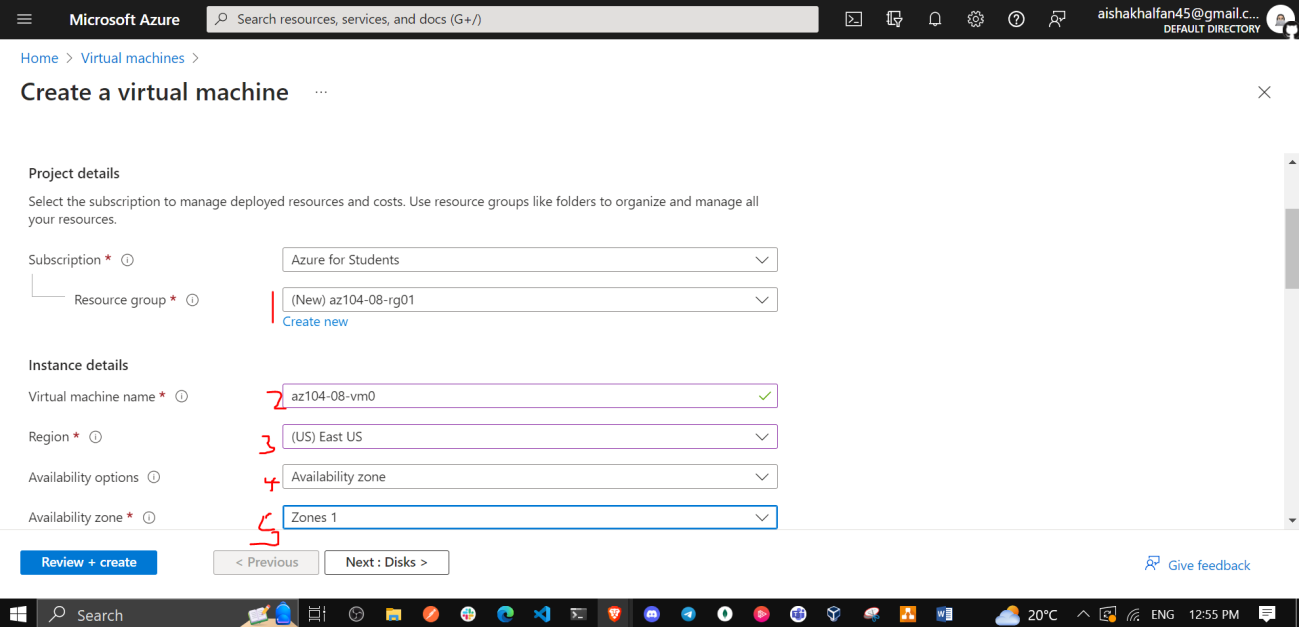 Microsoft Azure
Search resources, services, and docs (G+/)
aishakhalfan45@gmail.c...
DEFAULT DIRECTORY
Home > Virtual machines >
Create a virtual machine ...
Project details
Select the subscription to manage deployed resources and costs. Use resource groups like folders to organize and manage all
your resources.
Subscription * Azure for Students
Resource group * 1 (New) az104-08-rg01
Create new
Instance details
Virtual machine name * 2 az104-08-vm0
Region * 3 (US) East US
Availability options 4 Availability zone
Availability zone * 5 Zones 1
Review + create < Previous Next : Disks > Give feedback
Search 20°C ENG 12:55 PM